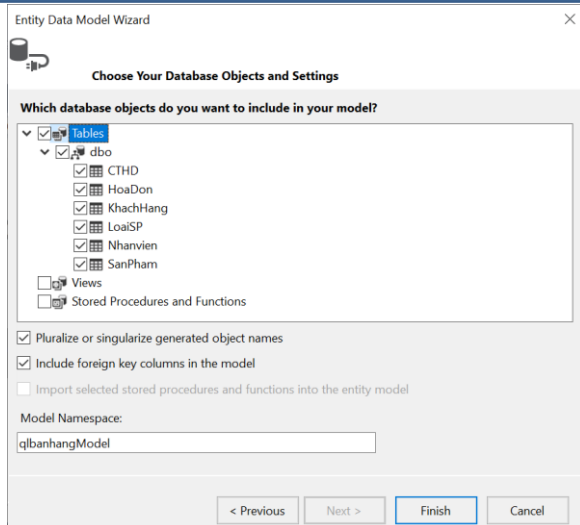 Entity Data Model Wizard
Choose Your Database Objects and Settings
Which database objects do you want to include in your model?
Tables
dbo
CTHD
HoaDon
KhachHang
LoaiSP
Nhanvien
SanPham
Views
Stored Procedures and Functions
Pluralize or singularize generated object names
Include foreign key columns in the model
Import selected stored procedures and functions into the entity model
Model Namespace:
qlbanhangModel
< Previous Next > Finish Cancel